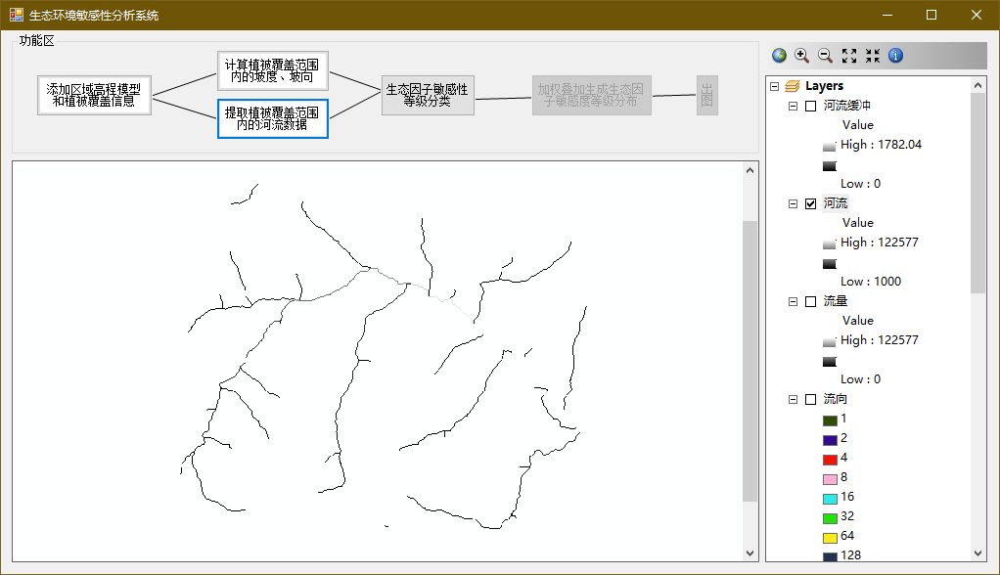 生态环境敏感性分析系统
功能区
添加区域高程模型
和植被覆盖信息
计算植被覆盖范围
内的坡度、坡向
提取植被覆盖范围
内的河流数据
生态因子敏感性
等级分类
加权叠加生成生态因
子敏感度等级分布
出
图
Layers
河流缓冲
Value
High : 1782.04
Low : 0
河流
Value
High : 122577
Low : 1000
流量
Value
High : 122577
Low : 0
流向
1
2
4
8
16
32
64
128